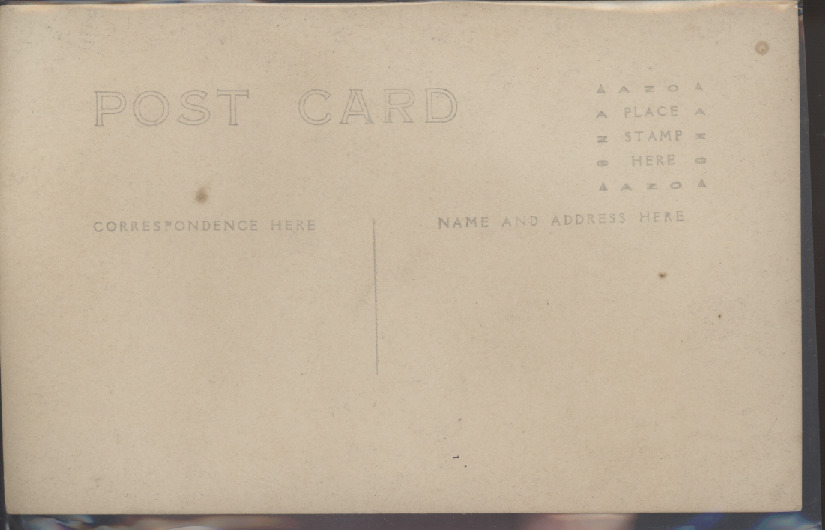 POST CARD
▲ AZO ▲
A PLACE A
Z STAMP Z
O HERE O
▲ AZO ▲
CORRESPONDENCE HERE
NAME AND ADDRESS HERE